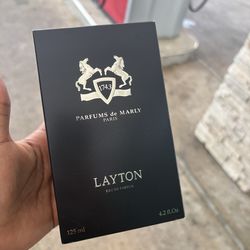 1743
PARFUMS de MARLY
PARIS
LAYTON
EAU DE PARFUM
125 ml
4.2 fl.Oz